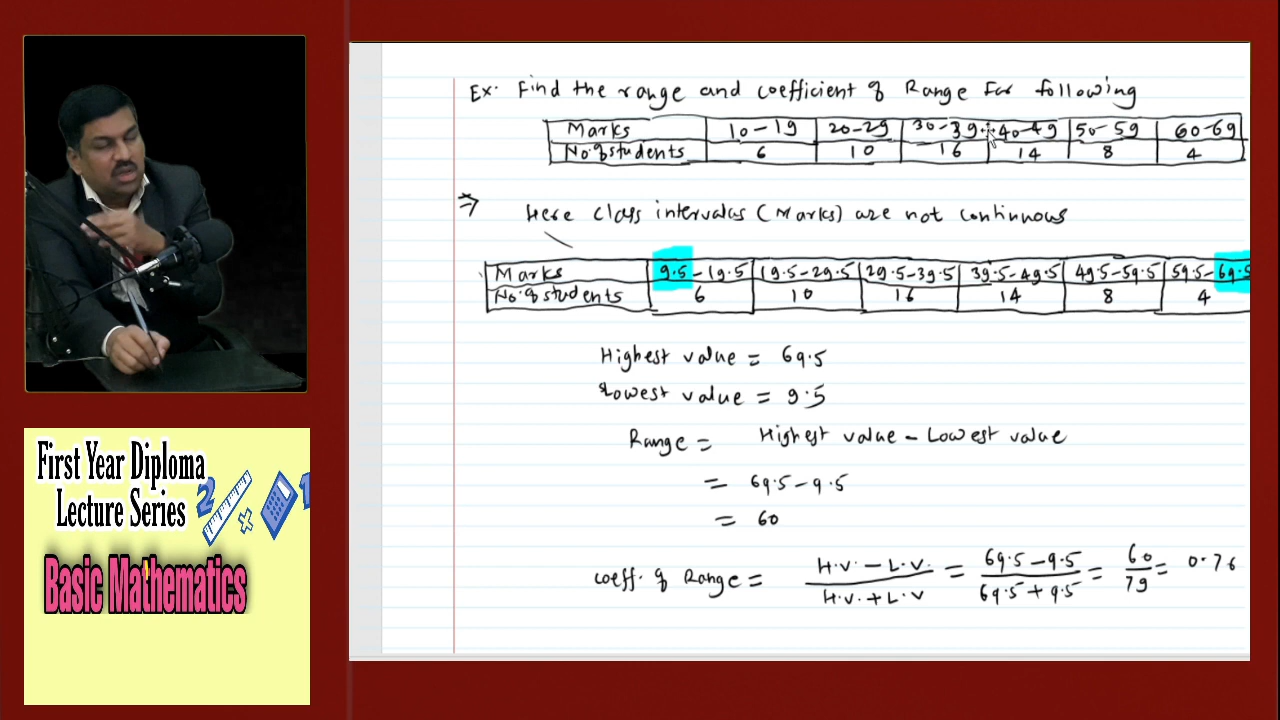 Ex. Find the range and coefficient of Range for following
Marks 10-19 20-29 30-39 40-49 50-59 60-69
No. of students 6 10 16 14 8 4
⇒ Here class intervalas (Marks) are not continuous
Marks 9.5-19.5 19.5-29.5 29.5-39.5 39.5-49.5 49.5-59.5 59.5-69.5
No. of students 6 10 16 14 8 4
Highest value = 69.5
Lowest value = 9.5
Range = Highest value - Lowest value
= 69.5 - 9.5
= 60
Coeff. of Range = H.V. - L.V. / H.V. + L.V = 69.5 - 9.5 / 69.5 + 9.5 = 60 / 79 = 0.76
First Year Diploma
Lecture Series
2 × 1
Basic Mathematics